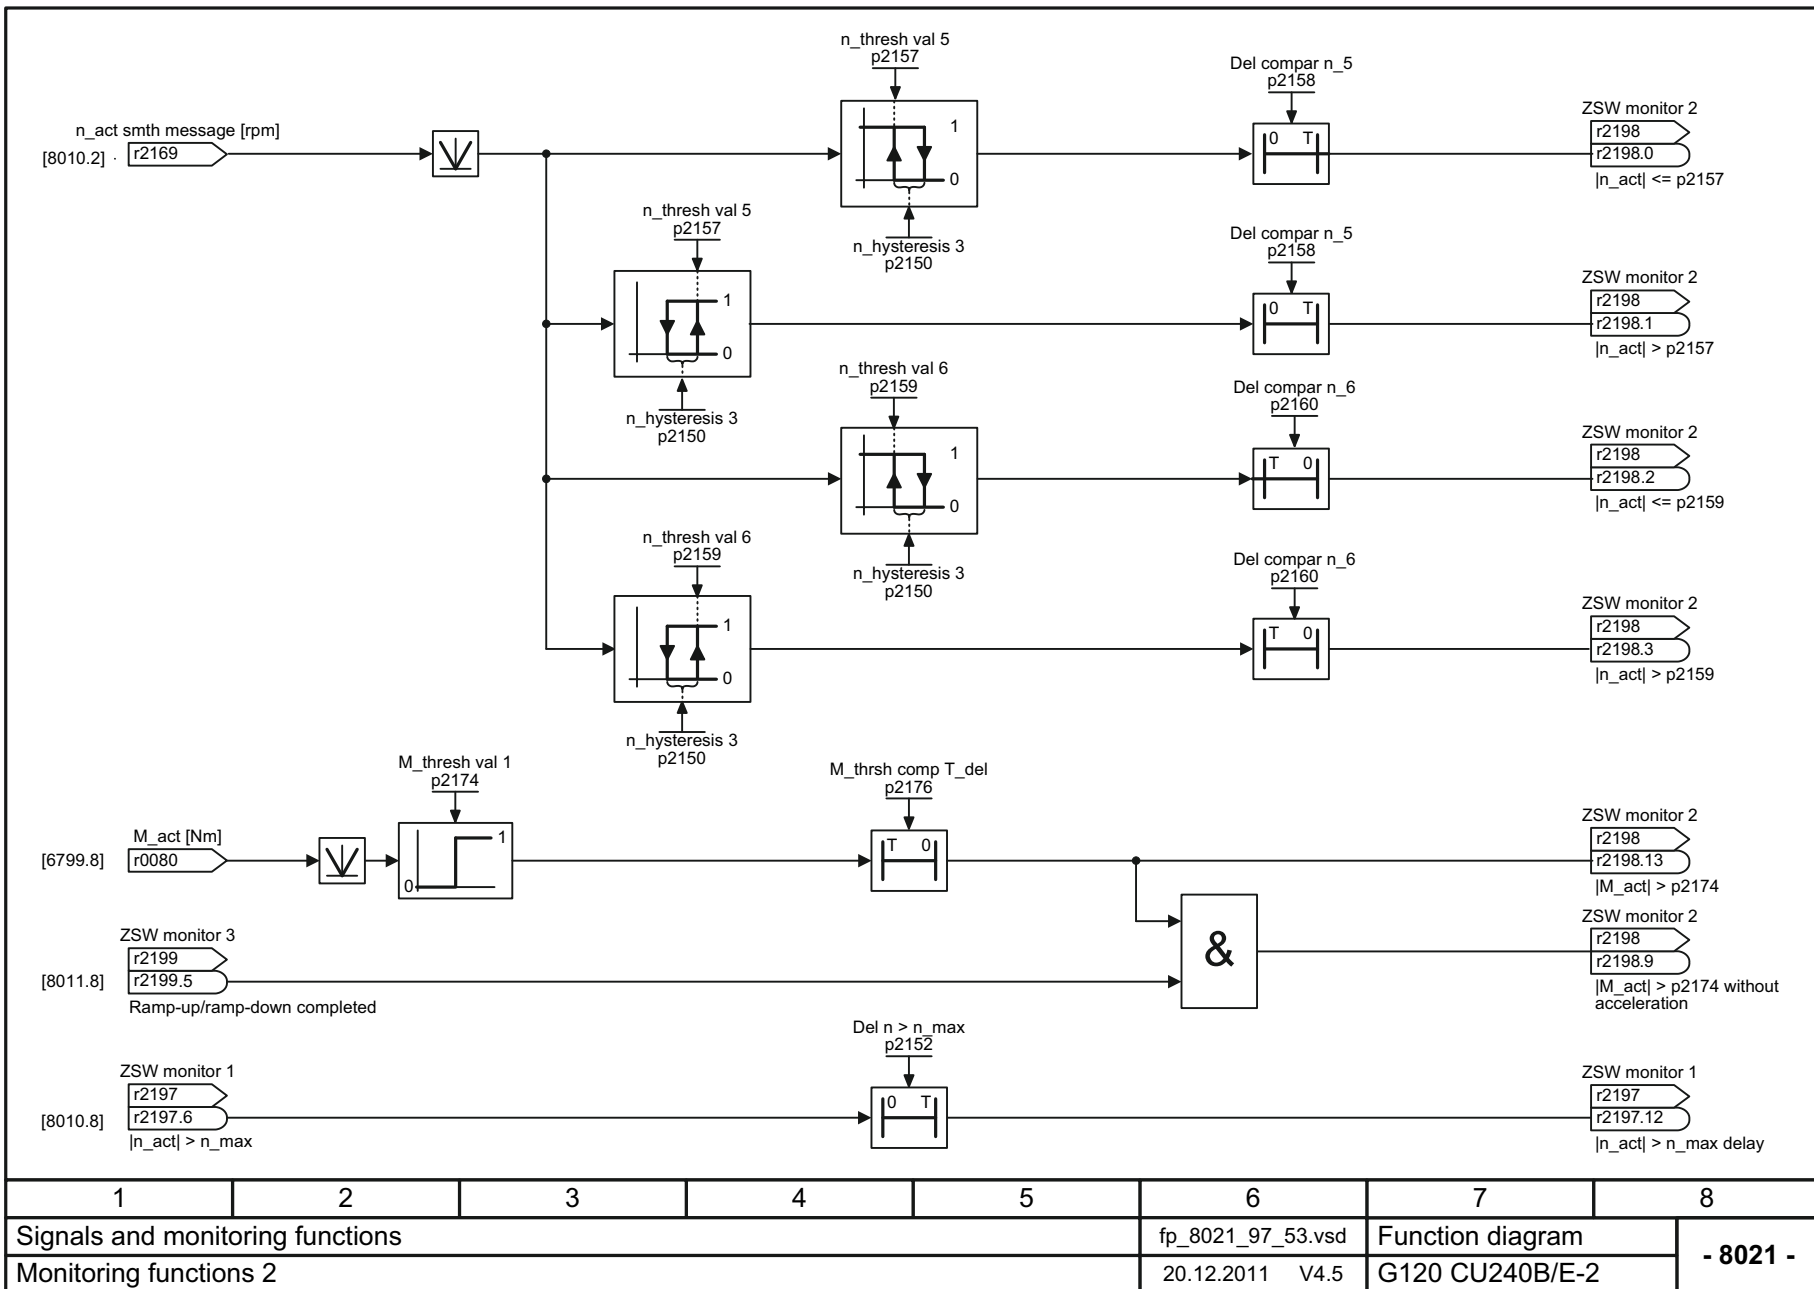 n_thresh val 5
p2157
Del compar n_5
p2158
ZSW monitor 2
n_act smth message [rpm]
[8010.2] . r2169
1
0
0 T
r2198
r2198.0
|n_act| <= p2157
n_hysteresis 3
p2150
n_thresh val 5
p2157
Del compar n_5
p2158
ZSW monitor 2
1
0
0 T
r2198
r2198.1
|n_act| > p2157
n_hysteresis 3
p2150
n_thresh val 6
p2159
Del compar n_6
p2160
ZSW monitor 2
1
0
T 0
r2198
r2198.2
|n_act| <= p2159
n_hysteresis 3
p2150
n_thresh val 6
p2159
Del compar n_6
p2160
ZSW monitor 2
1
0
T 0
r2198
r2198.3
|n_act| > p2159
n_hysteresis 3
p2150
M_thresh val 1
p2174
M_thrsh comp T_del
p2176
ZSW monitor 2
M_act [Nm]
[6799.8] r0080
1
0
T 0
r2198
r2198.13
|M_act| > p2174
ZSW monitor 3
[8011.8]
r2199
r2199.5
Ramp-up/ramp-down completed
&
ZSW monitor 2
r2198
r2198.9
|M_act| > p2174 without
acceleration
Del n > n_max
p2152
ZSW monitor 1
[8010.8]
r2197
r2197.6
|n_act| > n_max
0 T
ZSW monitor 1
r2197
r2197.12
|n_act| > n_max delay
1 2 3 4 5 6 7 8
Signals and monitoring functions
fp_8021_97_53.vsd
Function diagram
- 8021 -
Monitoring functions 2
20.12.2011 V4.5
G120 CU240B/E-2